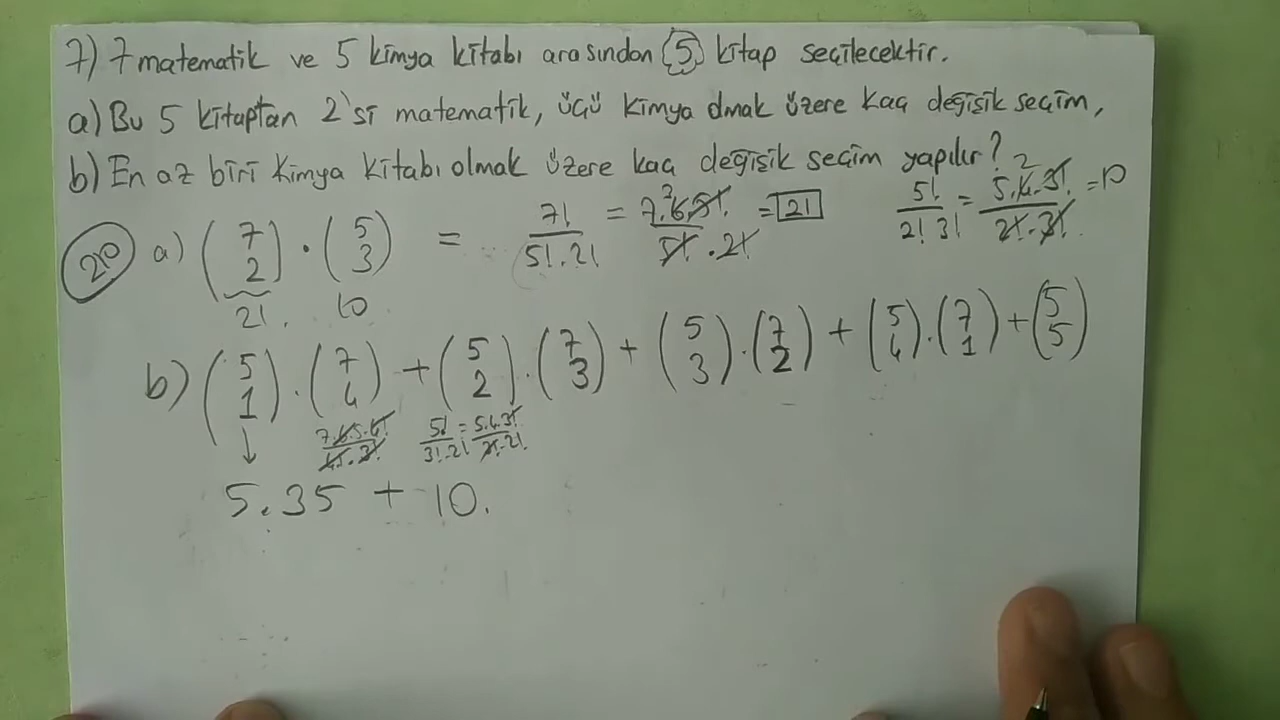 7) 7 matematik ve 5 kimya kitabı arasından (5) kitap seçilecektir.
a) Bu 5 kitaptan 2'si matematik, üçü kimya olmak üzere kaç değişik seçim,
b) En az biri kimya kitabı olmak üzere kaç değişik seçim yapılır?
210 a) (7 2) . (5 3) = 7!/(5!.2!) = 7.6.5!/(5!.2!) = 21 5!/(2! 3!) = 5.4.3!/(2!.3!) = 10
21 . 10
b) (5 1).(7 4) + (5 2).(7 3) + (5 3).(7 2) + (5 4).(7 1) + (5 5)
5!/(3!.2!) = 5.4.3!/(3!.2!)
5.35 + 10.